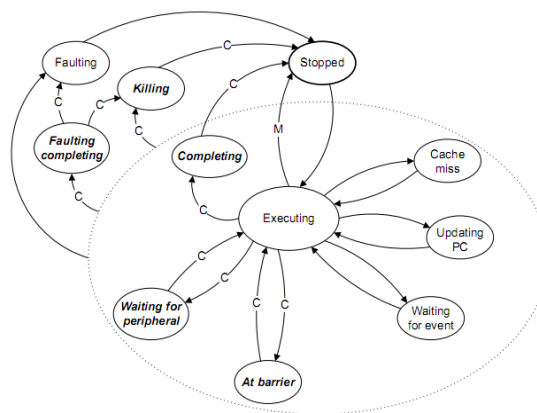 Faulting
Stopped
C
Killing
C
C
C
M
C
Faulting
completing
C
Completing
Cache
miss
C
C
Executing
Updating
PC
C
C
C
C
Waiting for
peripheral
Waiting
for event
At barrier